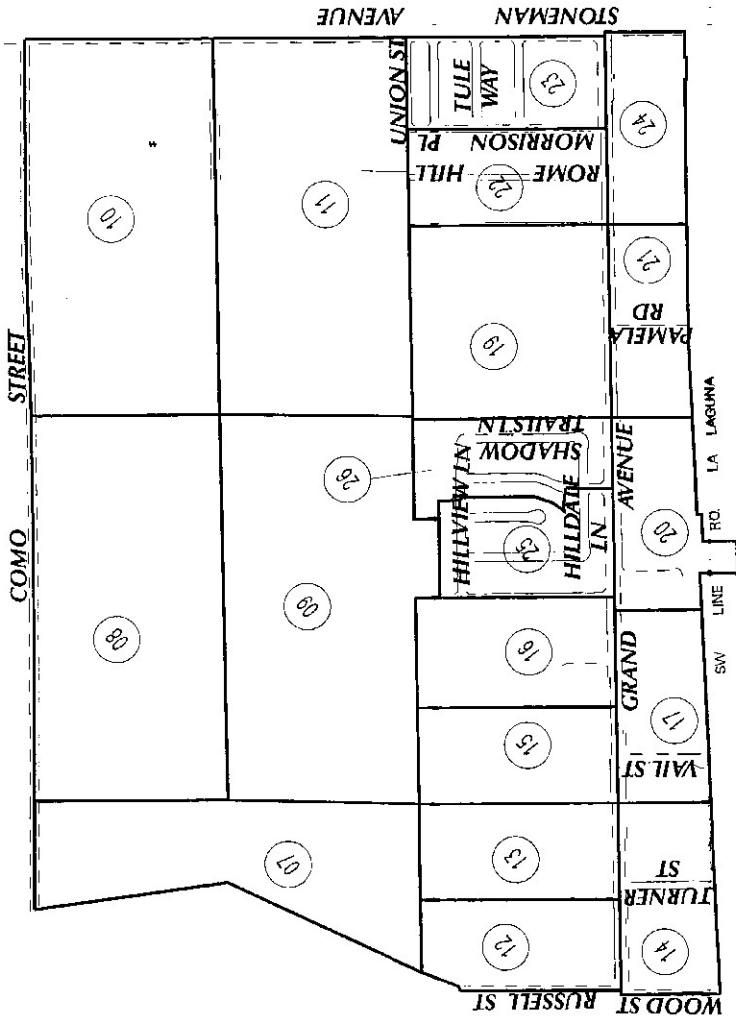 STONEMAN AVENUE
COMO STREET
UNION ST
TULE WAY
23
MORRISON PL
ROME HILL
22
24
10
11
21
PAMELA RD
19
SHADOW TRAILS LN
HILLVIEW LN
26
HILLDATE LN
25
GRAND AVENUE
20
SW LINE RO. LA LAGUNA
08
09
16
15
17
VAIL ST
07
13
12
TURNER ST
14
RUSSELL ST
WOOD ST